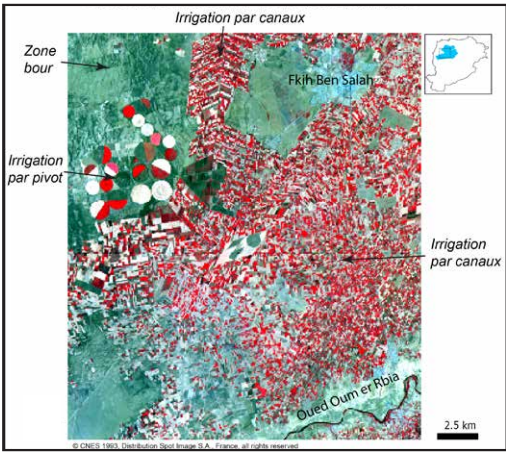 Irrigation par canaux
Zone
bour
Fkih Ben Salah
Irrigation
par pivot
Irrigation
par canaux
Oued Oum er Rbia
2.5 km
© CNES 1993, Distribution Spot Image S.A., France, all rights reserved